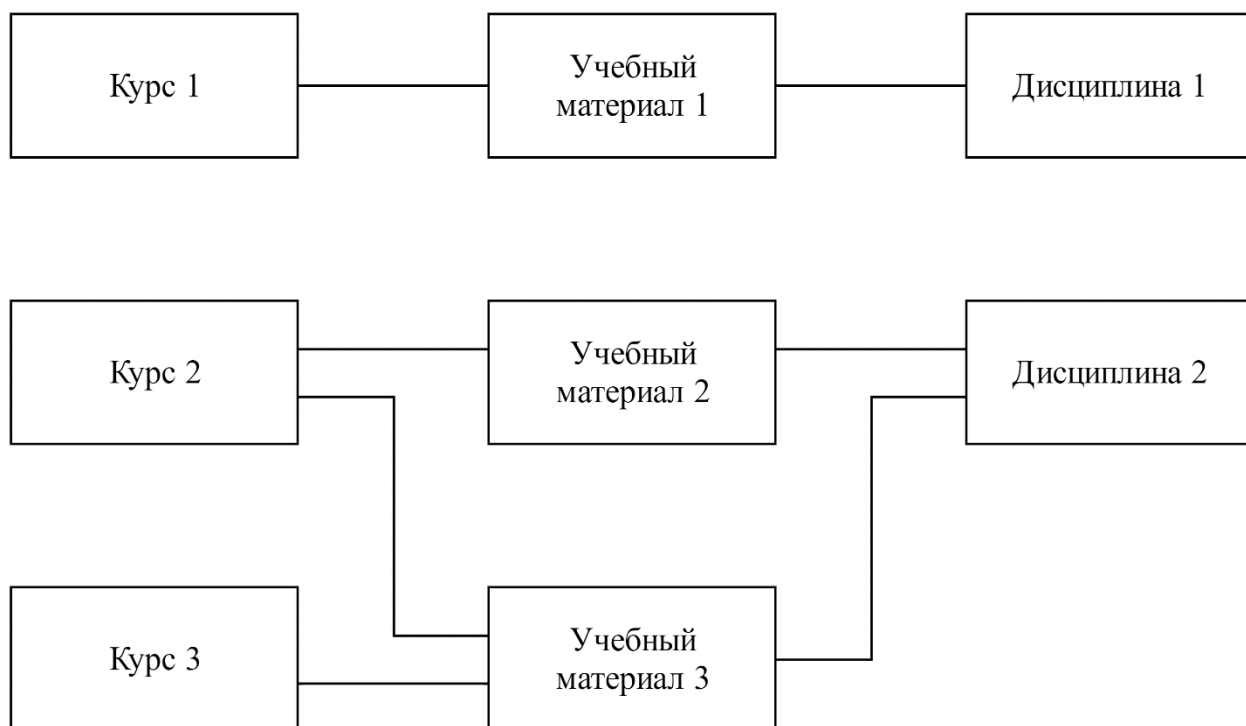 Курс 1
Учебный
материал 1
Дисциплина 1
Курс 2
Учебный
материал 2
Дисциплина 2
Курс 3
Учебный
материал 3